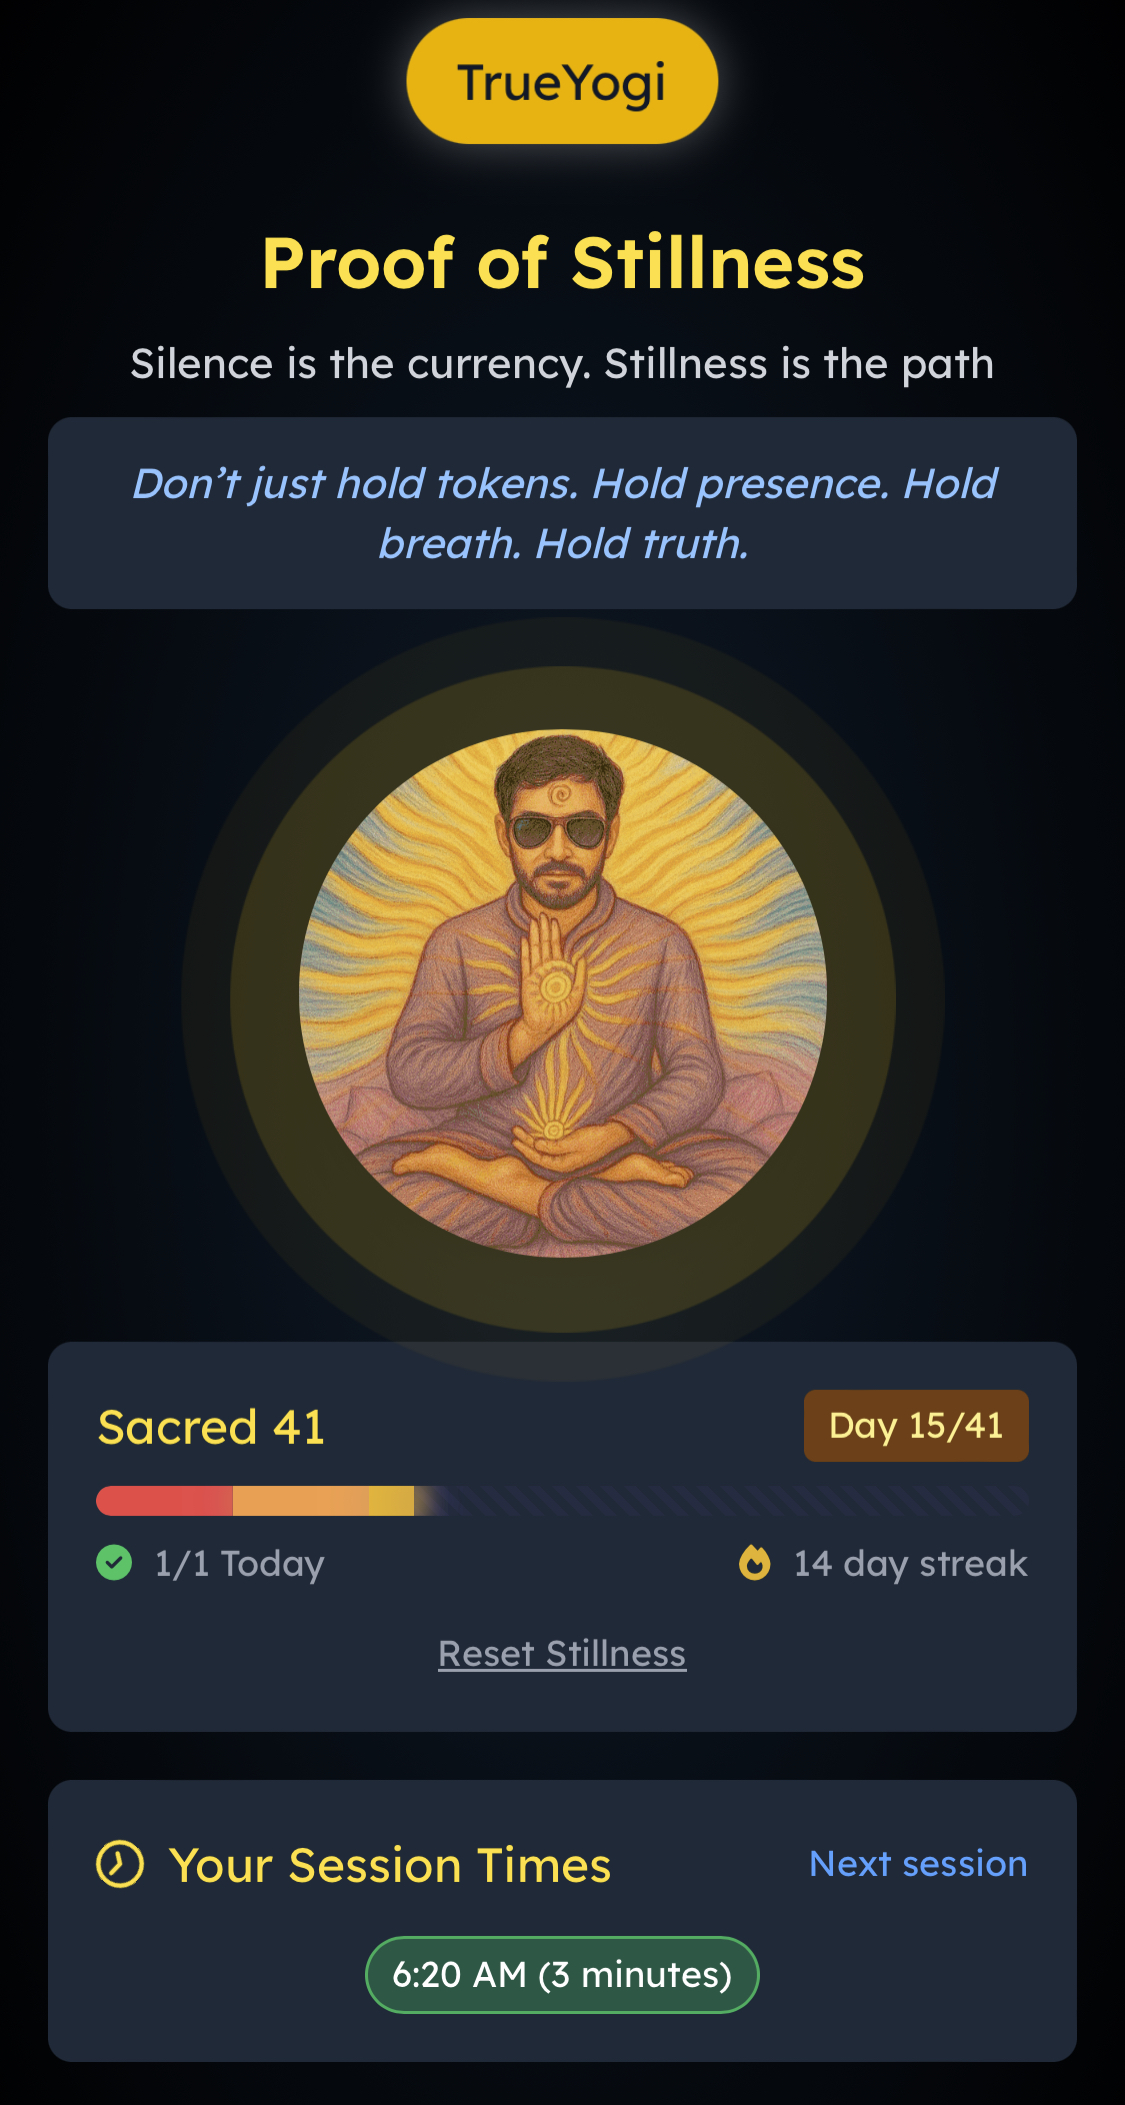 TrueYogi
Proof of Stillness
Silence is the currency. Stillness is the path
Don’t just hold tokens. Hold presence. Hold
breath. Hold truth.
Sacred 41
Day 15/41
1/1 Today
14 day streak
Reset Stillness
Your Session Times
Next session
6:20 AM (3 minutes)